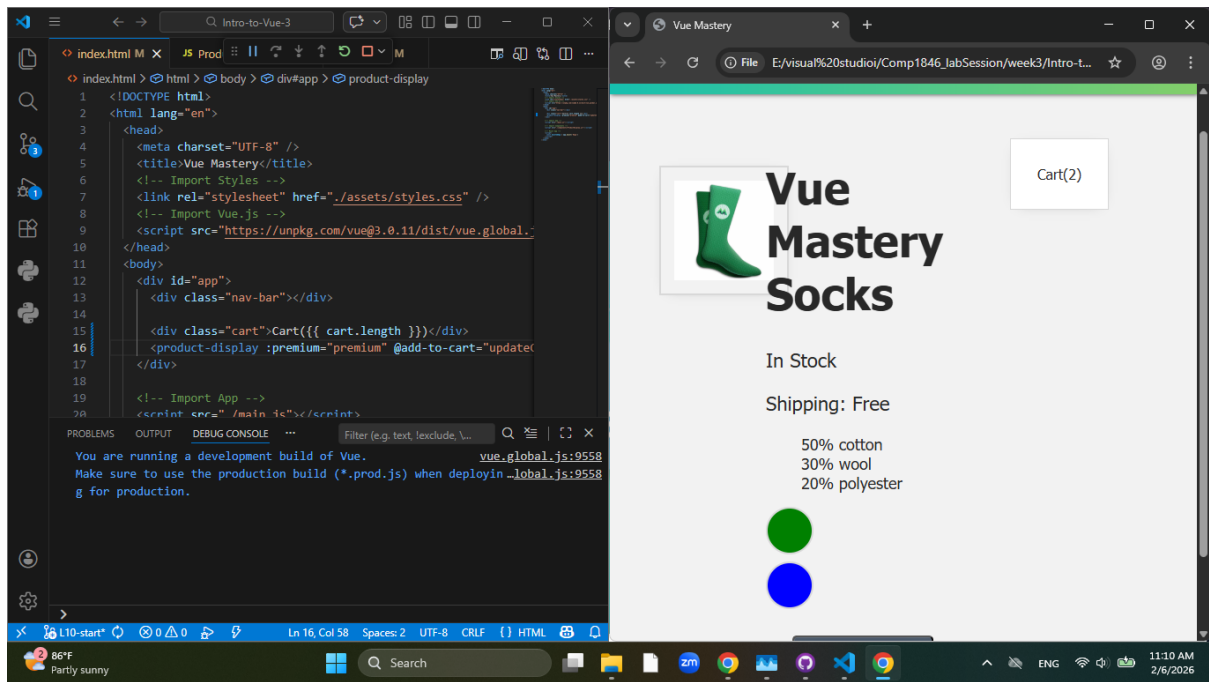 Intro-to-Vue-3
index.html M
JS Prod
M
index.html > html > body > div#app > product-display
1 <!DOCTYPE html>
2 <html lang="en">
3 <head>
4 <meta charset="UTF-8" />
5 <title>Vue Mastery</title>
6 <!-- Import Styles -->
7 <link rel="stylesheet" href="./assets/styles.css" />
8 <!-- Import Vue.js -->
9 <script src="https://unpkg.com/vue@3.0.11/dist/vue.global.j
10 </head>
11 <body>
12 <div id="app">
13 <div class="nav-bar"></div>
14
15 <div class="cart">Cart({{ cart.length }})</div>
16 <product-display :premium="premium" @add-to-cart="updateC
17 </div>
18
19 <!-- Import App -->
20 <script src="./main.js"></script>
PROBLEMS OUTPUT DEBUG CONSOLE ... Filter (e.g. text, !exclude, \...
You are running a development build of Vue. vue.global.js:9558
Make sure to use the production build (*.prod.js) when deployin …lobal.js:9558
g for production.
3
1
L10-start* 0 0 Ln 16, Col 58 Spaces: 2 UTF-8 CRLF {} HTML
Vue Mastery
File E:/visual%20studioi/Comp1846_labSession/week3/Intro-t...
Cart(2)
Vue
Mastery
Socks
In Stock
Shipping: Free
50% cotton
30% wool
20% polyester
2
86°F
Partly sunny
Search
zm
ENG
11:10 AM
2/6/2026